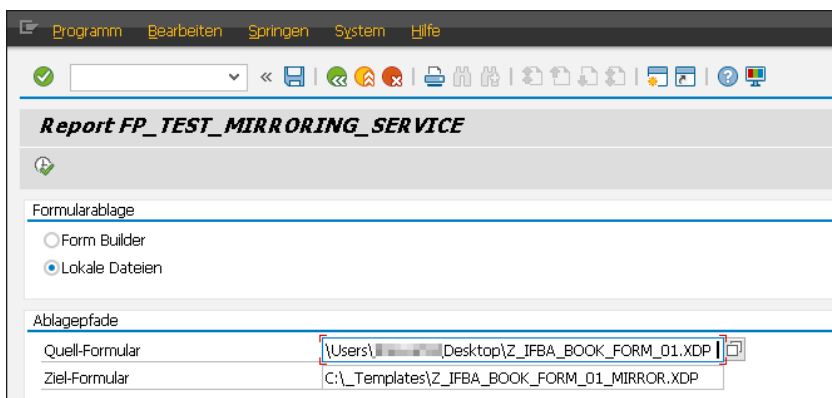 Programm Bearbeiten Springen System Hilfe
Report FP_TEST_MIRRORING_SERVICE
Formularablage
Form Builder
Lokale Dateien
Ablagepfade
Quell-Formular \Users\ Desktop\Z_IFBA_BOOK_FORM_01.XDP
Ziel-Formular C:\_Templates\Z_IFBA_BOOK_FORM_01_MIRROR.XDP